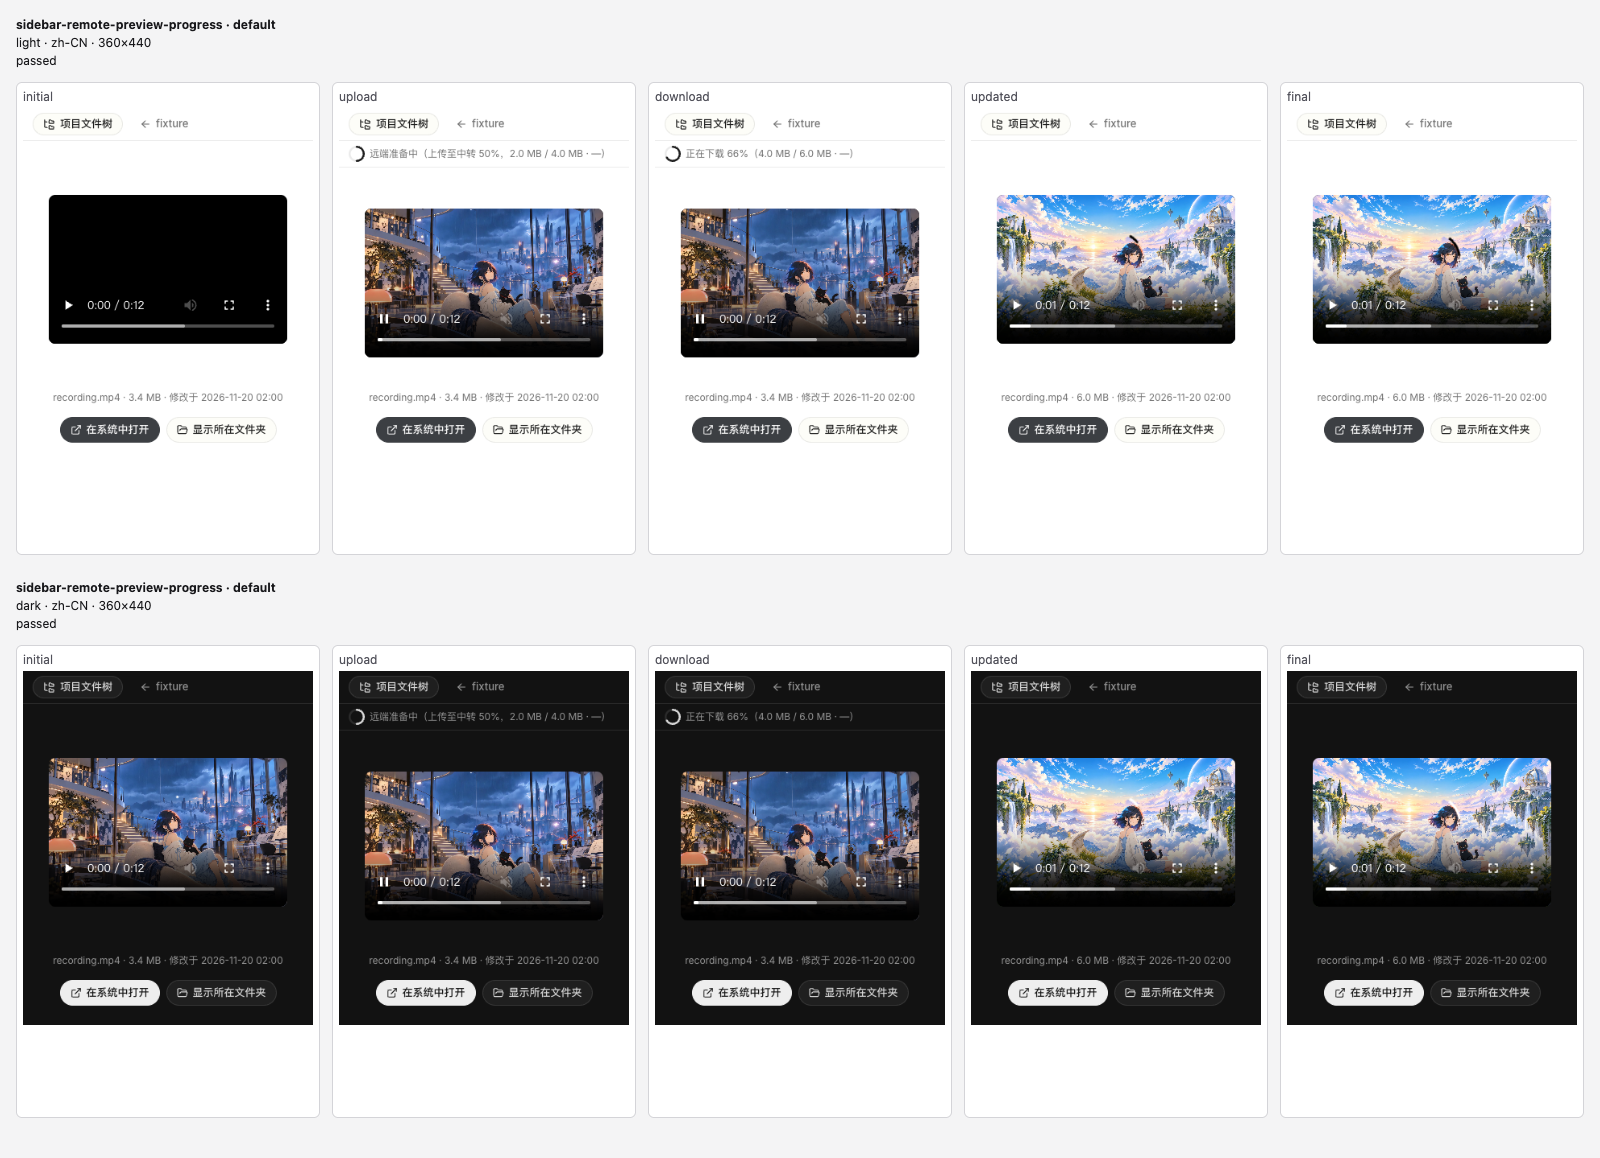 sidebar-remote-preview-progress · default
light · zh-CN · 360×440
passed
initial
项目文件树
← fixture
0:00 / 0:12
recording.mp4 · 3.4 MB · 修改于 2026-11-20 02:00
在系统中打开
显示所在文件夹
upload
项目文件树
← fixture
远端准备中（上传至中转 50%，2.0 MB / 4.0 MB · —）
0:00 / 0:12
recording.mp4 · 3.4 MB · 修改于 2026-11-20 02:00
在系统中打开
显示所在文件夹
download
项目文件树
← fixture
正在下载 66%（4.0 MB / 6.0 MB · —）
0:00 / 0:12
recording.mp4 · 3.4 MB · 修改于 2026-11-20 02:00
在系统中打开
显示所在文件夹
updated
项目文件树
← fixture
0:01 / 0:12
recording.mp4 · 6.0 MB · 修改于 2026-11-20 02:00
在系统中打开
显示所在文件夹
final
项目文件树
← fixture
0:01 / 0:12
recording.mp4 · 6.0 MB · 修改于 2026-11-20 02:00
在系统中打开
显示所在文件夹
sidebar-remote-preview-progress · default
dark · zh-CN · 360×440
passed
initial
项目文件树
← fixture
0:00 / 0:12
recording.mp4 · 3.4 MB · 修改于 2026-11-20 02:00
在系统中打开
显示所在文件夹
upload
项目文件树
← fixture
远端准备中（上传至中转 50%，2.0 MB / 4.0 MB · —）
0:00 / 0:12
recording.mp4 · 3.4 MB · 修改于 2026-11-20 02:00
在系统中打开
显示所在文件夹
download
项目文件树
← fixture
正在下载 66%（4.0 MB / 6.0 MB · —）
0:00 / 0:12
recording.mp4 · 3.4 MB · 修改于 2026-11-20 02:00
在系统中打开
显示所在文件夹
updated
项目文件树
← fixture
0:01 / 0:12
recording.mp4 · 6.0 MB · 修改于 2026-11-20 02:00
在系统中打开
显示所在文件夹
final
项目文件树
← fixture
0:01 / 0:12
recording.mp4 · 6.0 MB · 修改于 2026-11-20 02:00
在系统中打开
显示所在文件夹